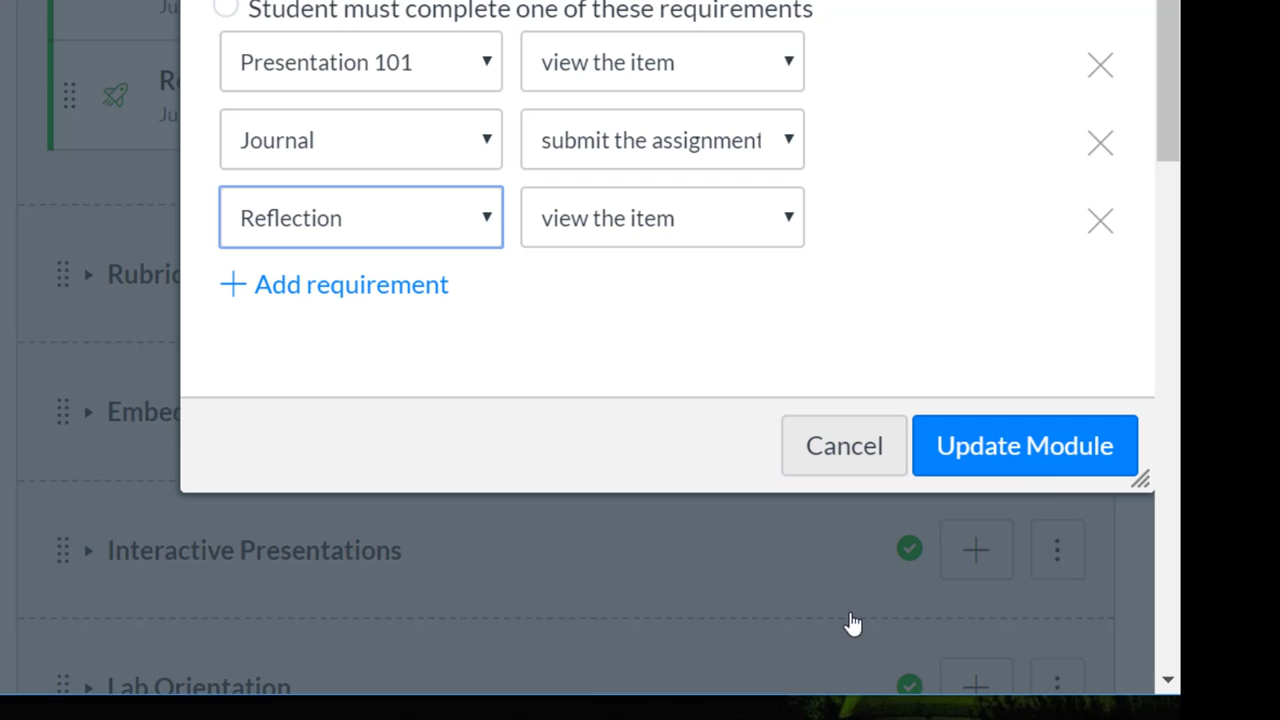 Student must complete one of these requirements
Presentation 101 view the item
Journal submit the assignment
Reflection view the item
Add requirement
Cancel Update Module
Interactive Presentations
Lab Orientation